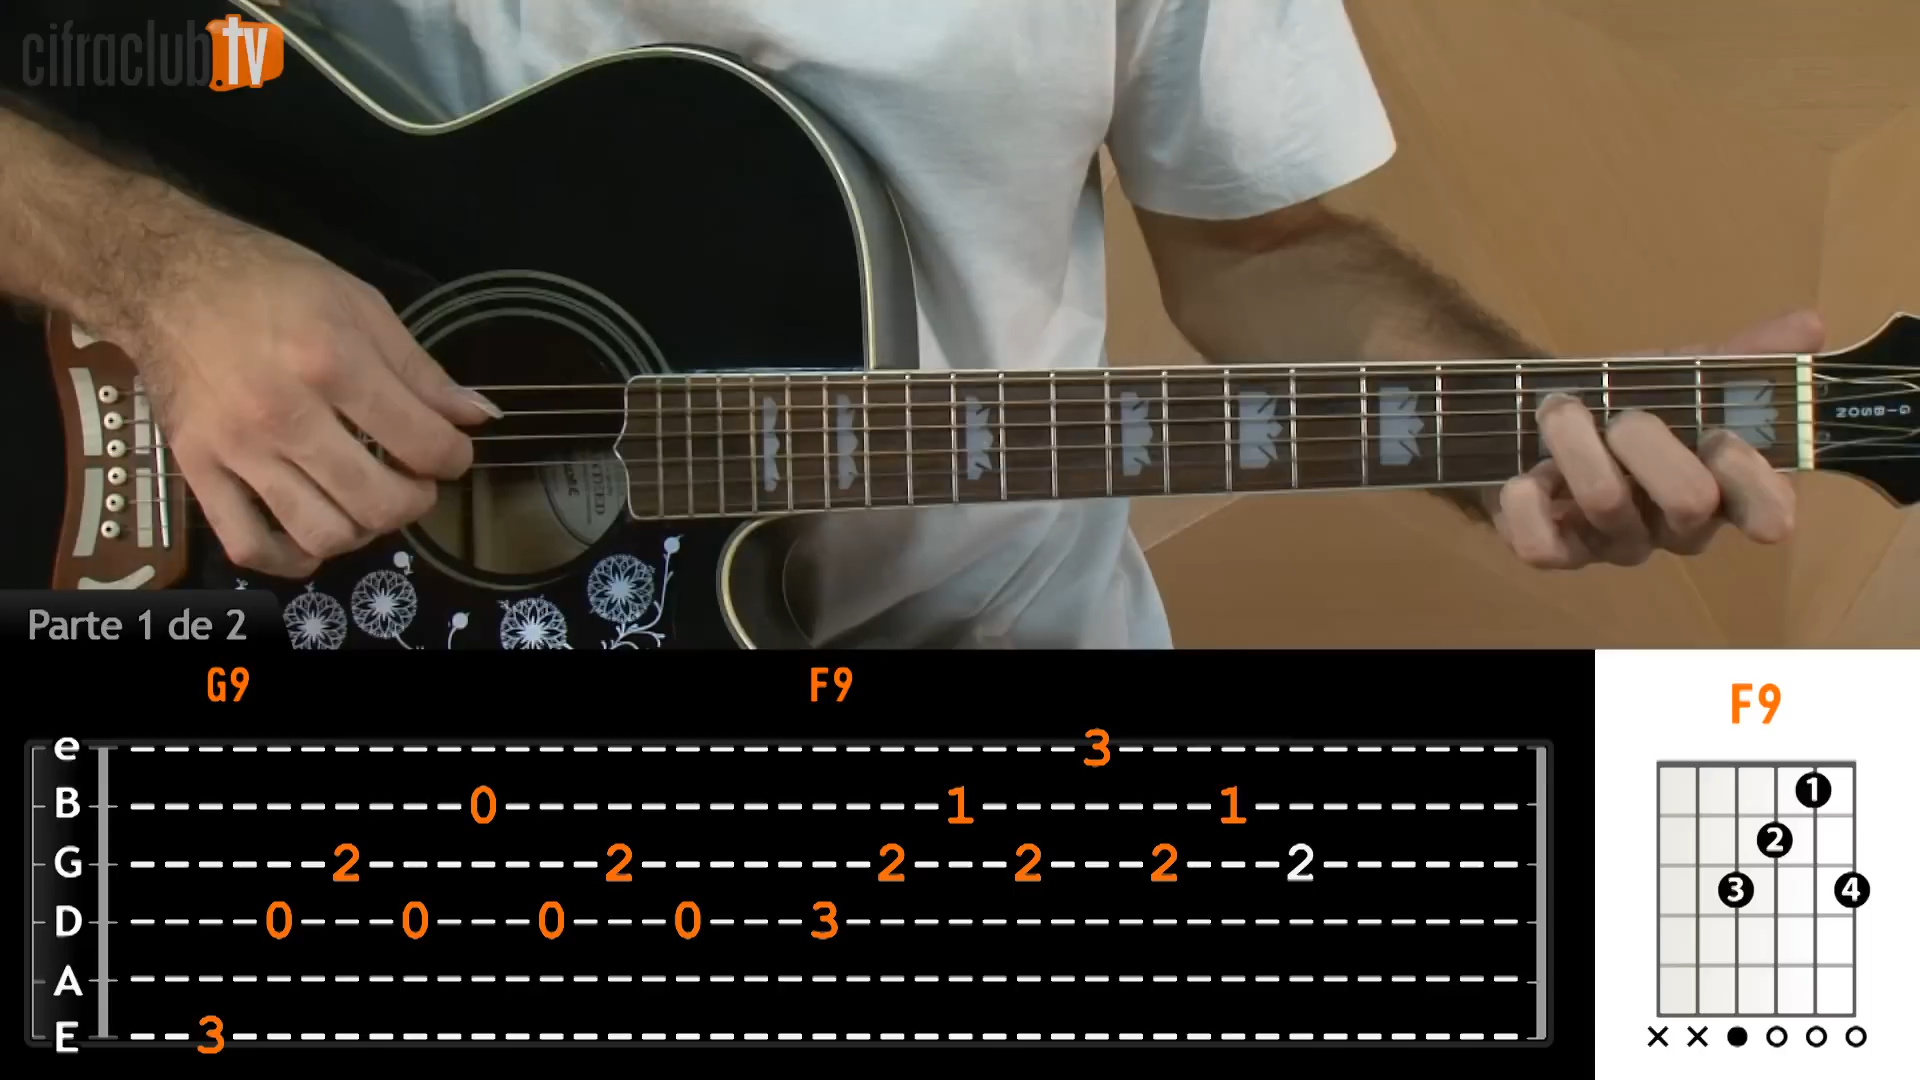 cifraclub.tv
GIBSON
Parte 1 de 2
G9 F9
e 3
B 0 1 1
G 2 2 2 2 2 2
D 0 0 0 0 3
A
E 3
F9
1
2
3 4
× × ● ○ ○ ○